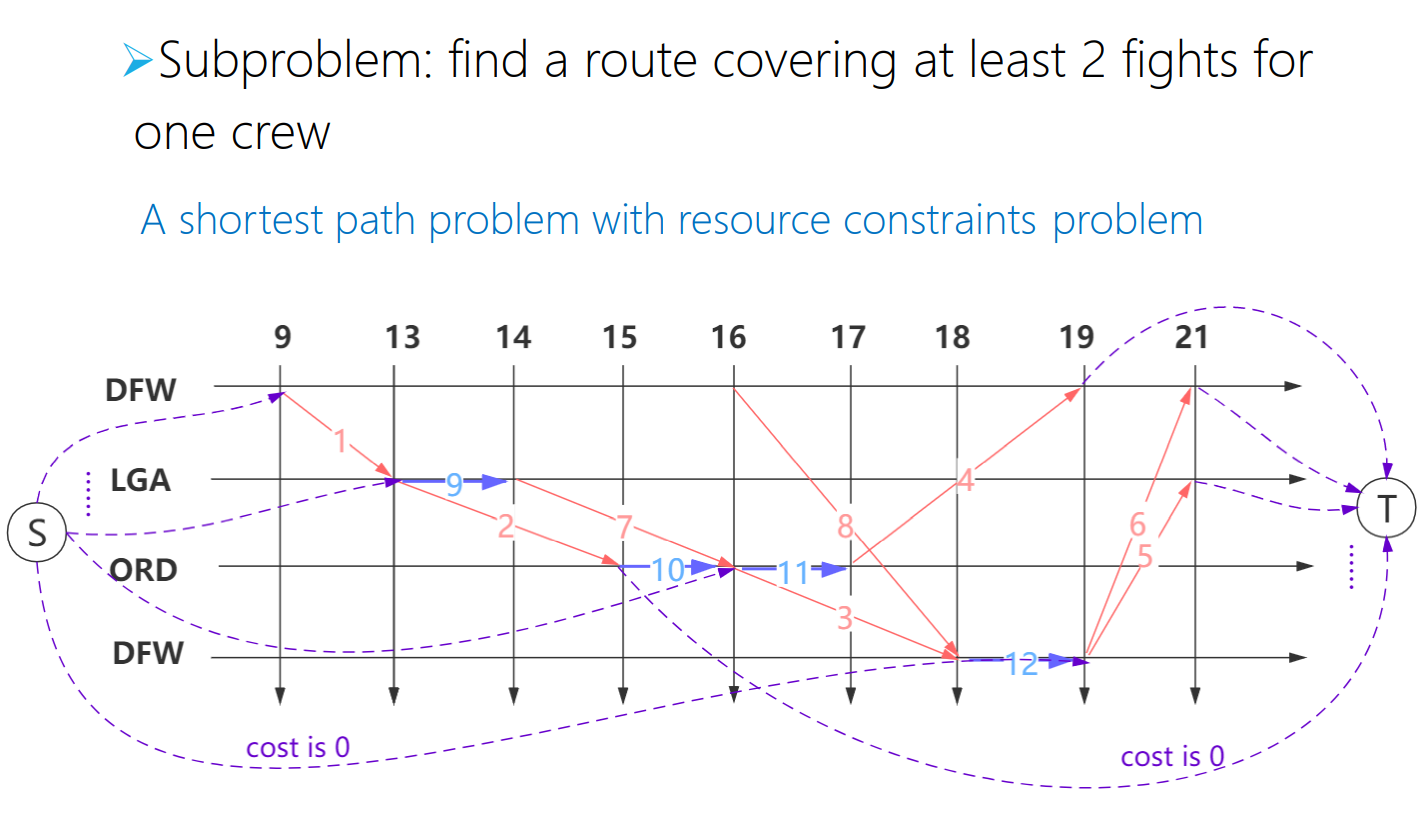 ➢Subproblem: find a route covering at least 2 fights for
one crew
A shortest path problem with resource constraints problem
9 13 14 15 16 17 18 19 21
DFW
1
LGA 9 4
S T
2 7 8 6
5
ORD 10 11
3
DFW 12
cost is 0 cost is 0